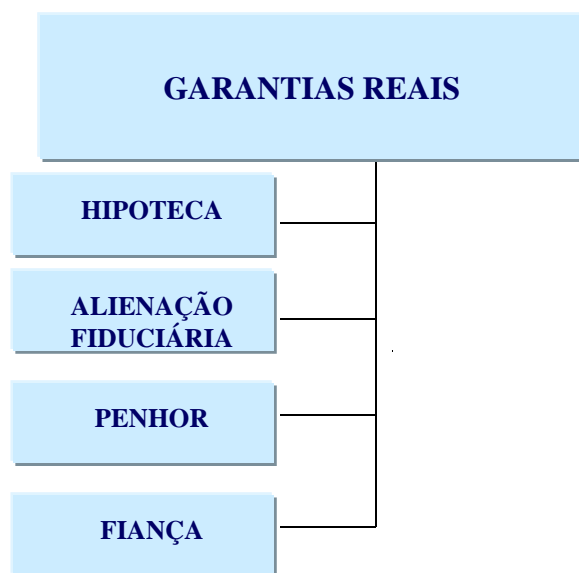 GARANTIAS REAIS
HIPOTECA
ALIENAÇÃO
FIDUCIÁRIA
PENHOR
FIANÇA